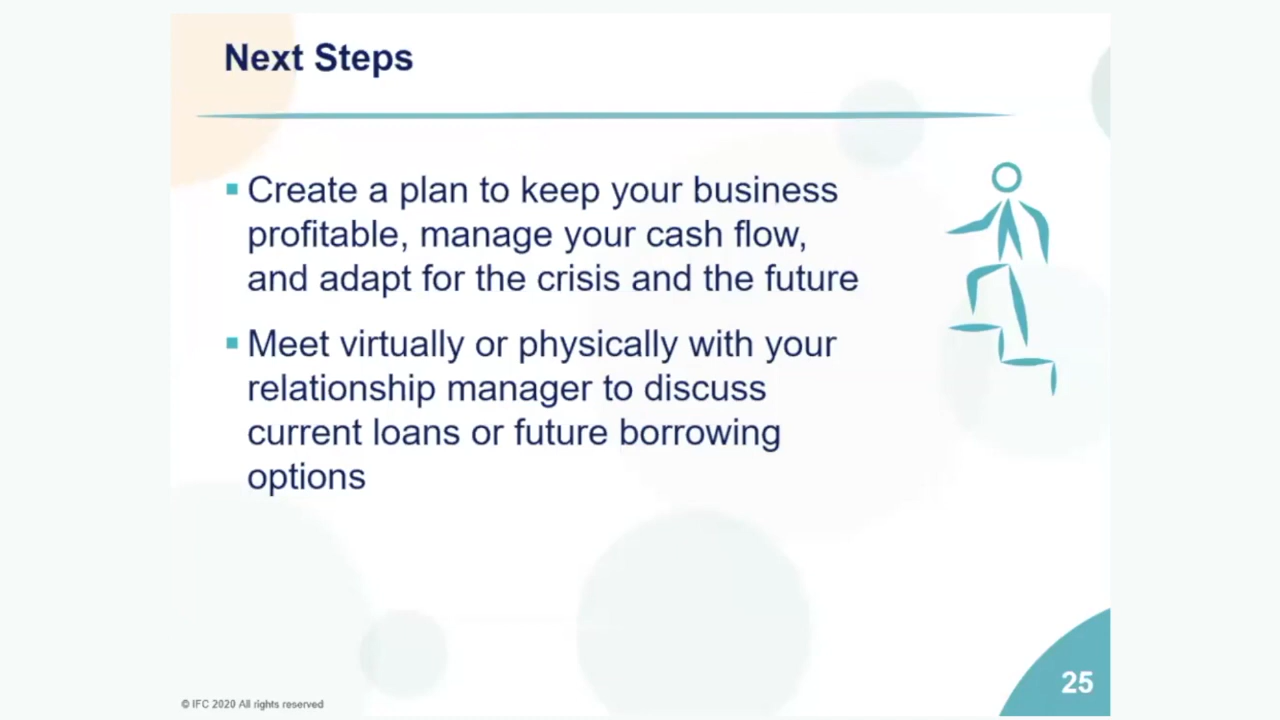 Next Steps
Create a plan to keep your business
profitable, manage your cash flow,
and adapt for the crisis and the future
Meet virtually or physically with your
relationship manager to discuss
current loans or future borrowing
options
25
© IFC 2020 All rights reserved